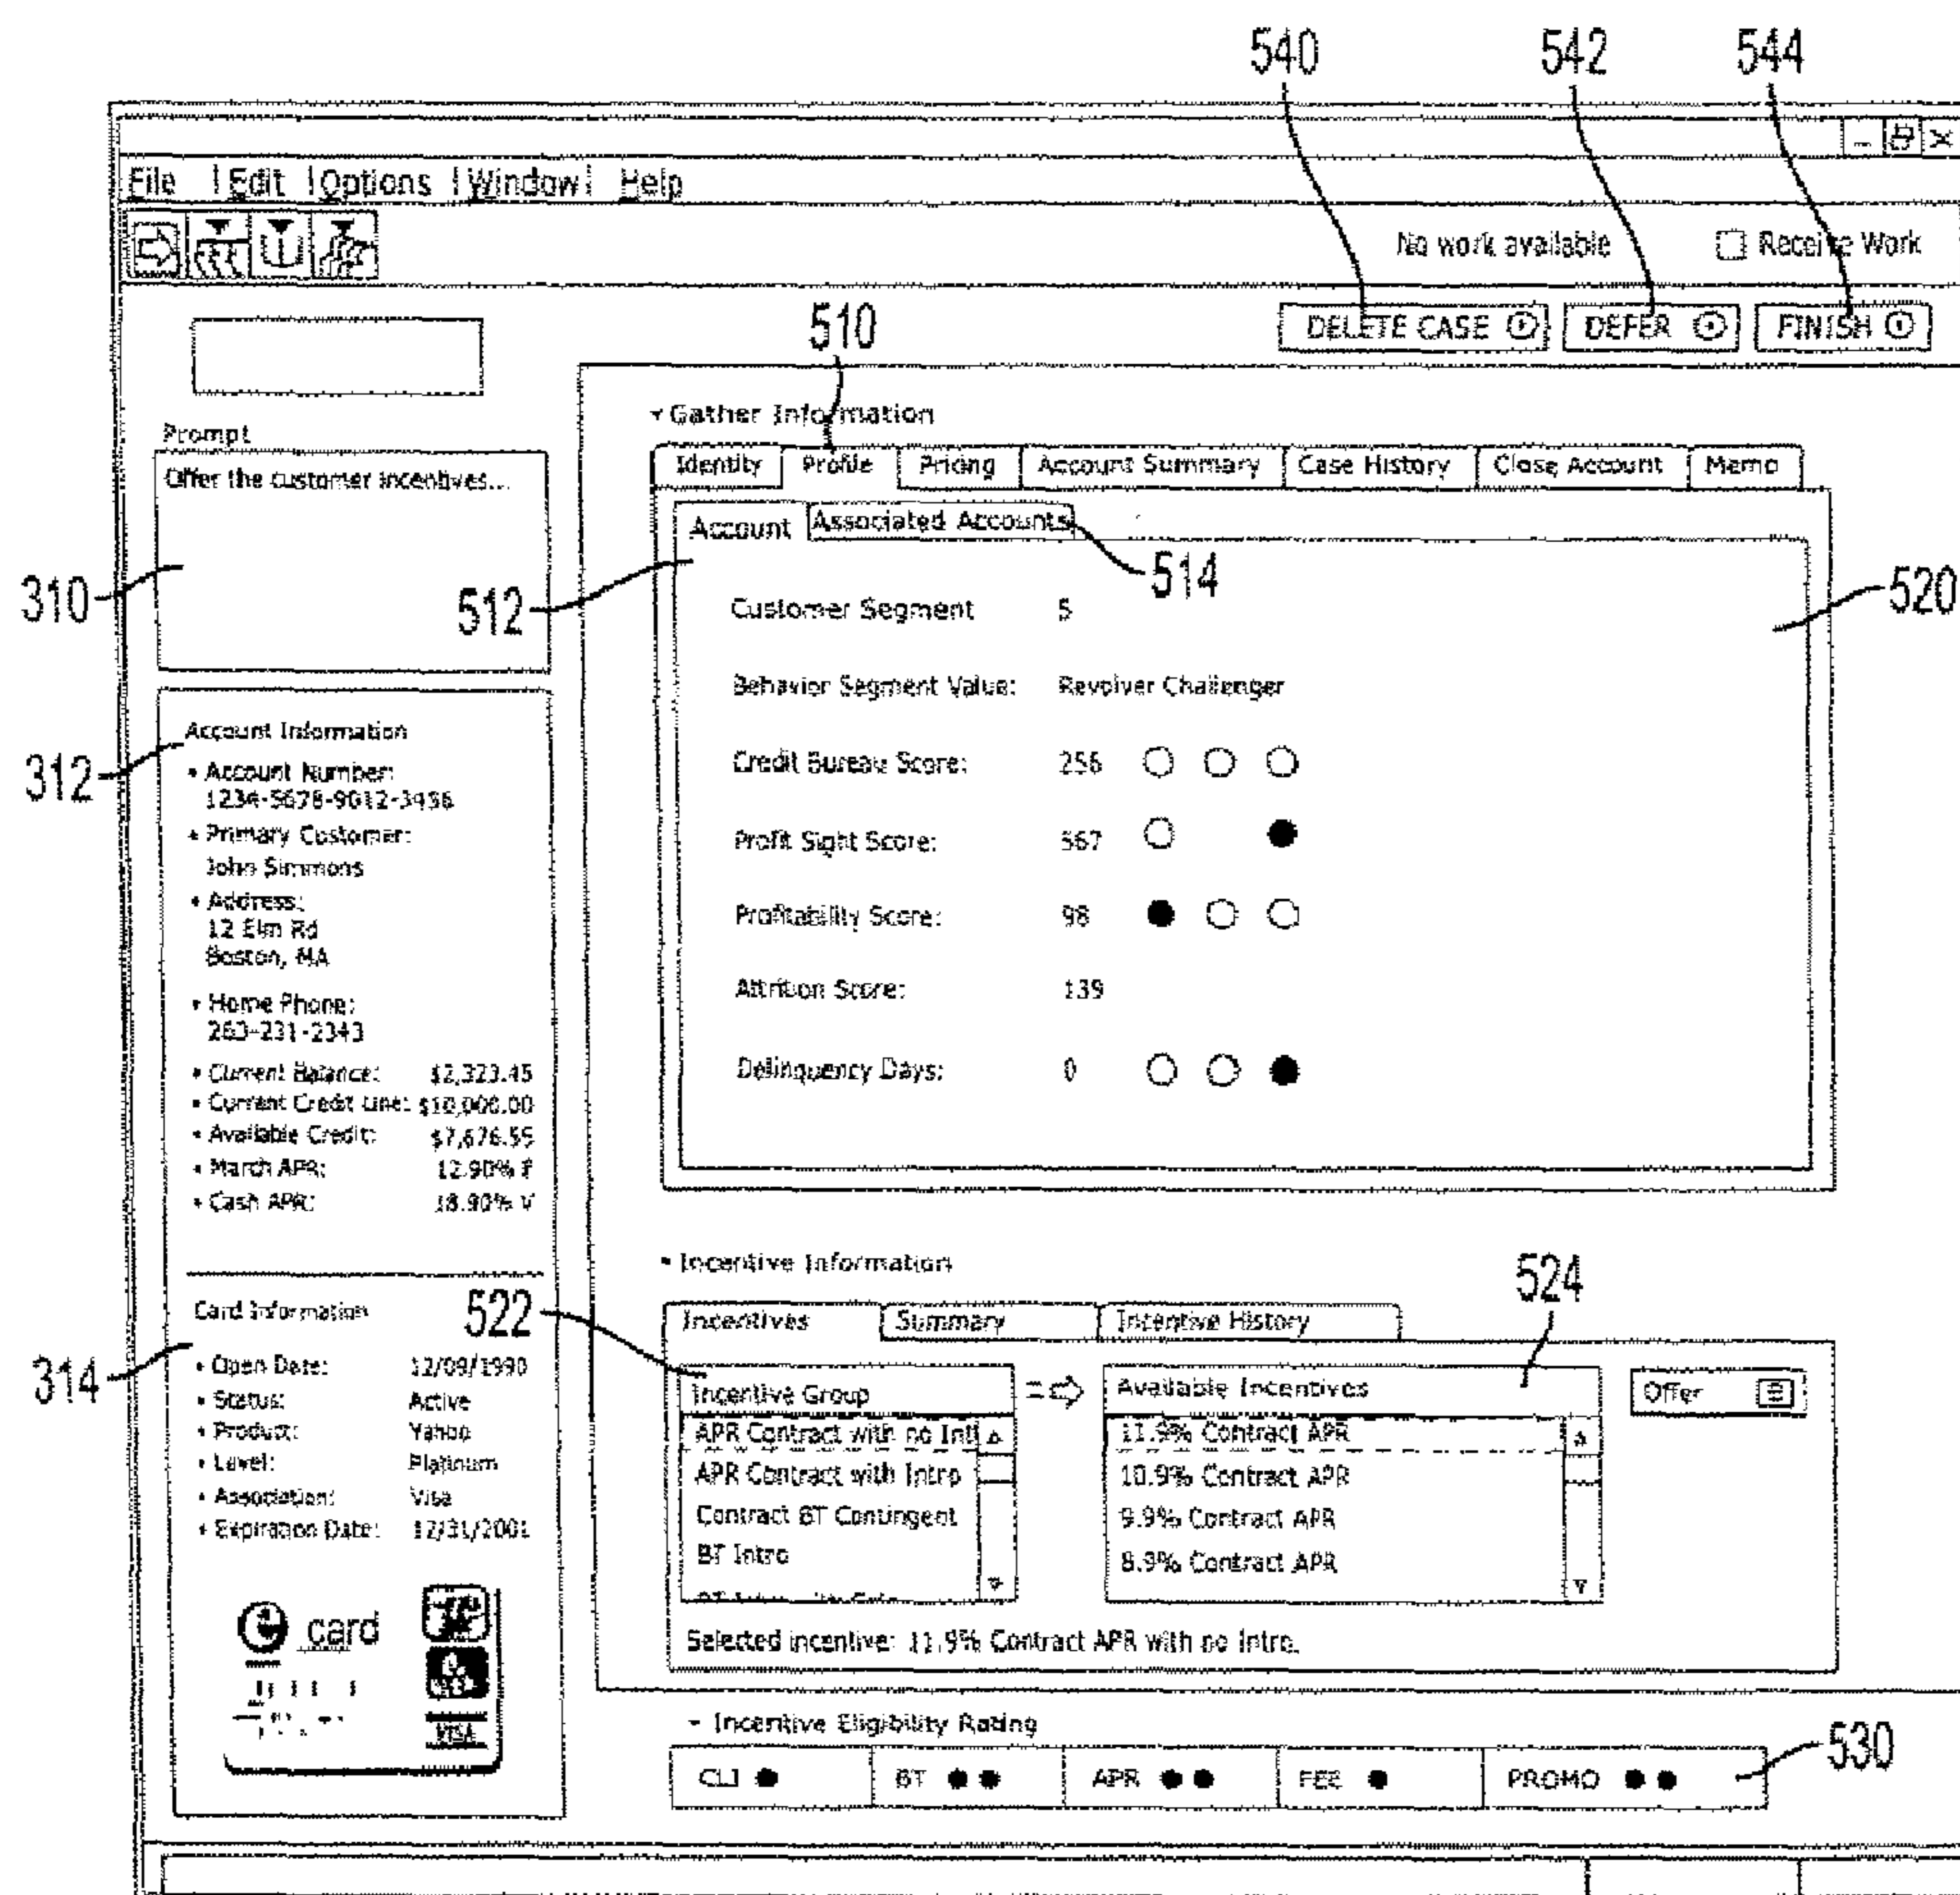 540 542 544
File Edit Options Window Help
No work available Receive Work
DELETE CASE DEFER FINISH
510
Gather Information
Prompt
Identity Profile Pricing Account Summary Case History Close Account Memo
Offer the customer incentives...
Account Associated Accounts
310 512 514 520
Customer Segment 5
Behavior Segment Value: Revolver Challenger
Account Information
312
• Account Number:
1234-5678-9012-3456
Credit Bureau Score: 256
• Primary Customer:
John Simmons
Profit Sight Score: 567
• Address:
12 Elm Rd
Boston, MA
Profitability Score: 98
• Home Phone:
263-231-2343
Attrition Score: 139
• Current Balance: $2,323.45
Delinquency Days: 0
• Current Credit Line: $10,000.00
• Available Credit: $7,676.55
• March APR: 12.90% F
• Cash APR: 18.90% V
• Incentive Information
524
Card Information
522
Incentives Summary Incentive History
314
• Open Date: 12/09/1990
• Status: Active
• Product: Yahoo
• Level: Platinum
• Association: Visa
• Expiration Date: 12/31/2001
Incentive Group Available Incentives Offer
APR Contract with no Int 11.9% Contract APR
APR Contract with Intro 10.9% Contract APR
Contract BT Contingent 9.9% Contract APR
BT Intro 8.9% Contract APR
card
VISA
Selected incentive: 11.9% Contract APR with no Intro.
Incentive Eligibility Rating
530
CLI BT APR FEE PROMO